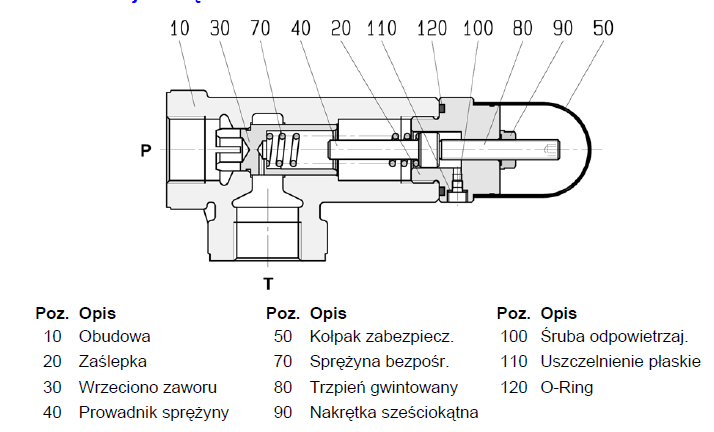 10 30 70 40 20 110 120 100 80 90 50
P
T
Poz. Opis Poz. Opis Poz. Opis
10 Obudowa 50 Kołpak zabezpiecz. 100 Śruba odpowietrzaj.
20 Zaślepka 70 Sprężyna bezpośr. 110 Uszczelnienie płaskie
30 Wrzeciono zaworu 80 Trzpień gwintowany 120 O-Ring
40 Prowadnik sprężyny 90 Nakrętka sześciokątna